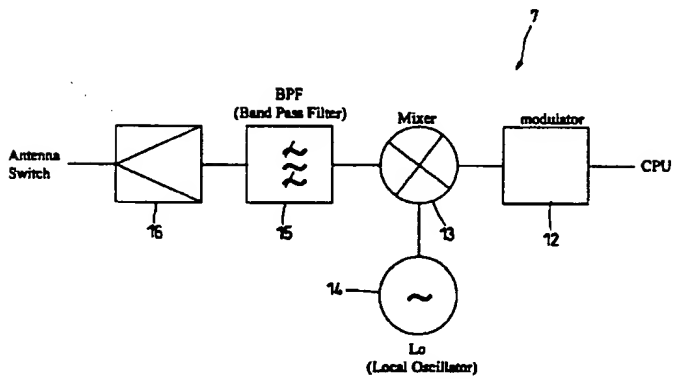 7
BPF
(Band Pass Filter)
Mixer
modulator
Antenna
Switch
CPU
16
15
13
12
14
Lo
(Local Oscillator)